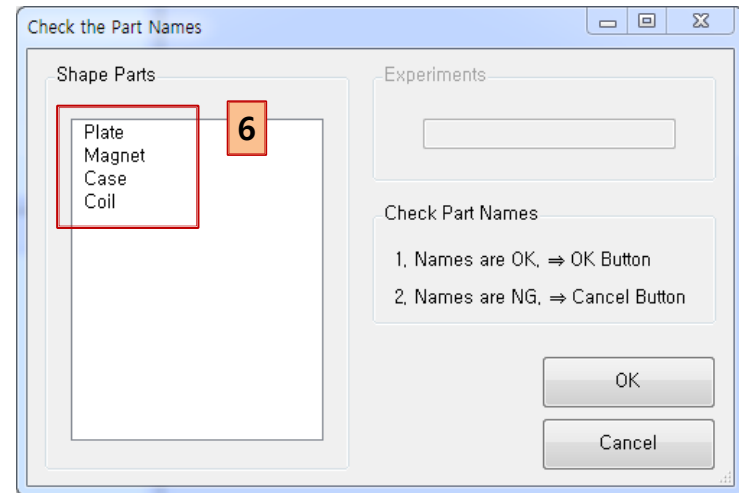 Check the Part Names
Shape Parts
6
Plate
Magnet
Case
Coil
Experiments
Check Part Names
1, Names are OK, ⇒ OK Button
2, Names are NG, ⇒ Cancel Button
OK
Cancel